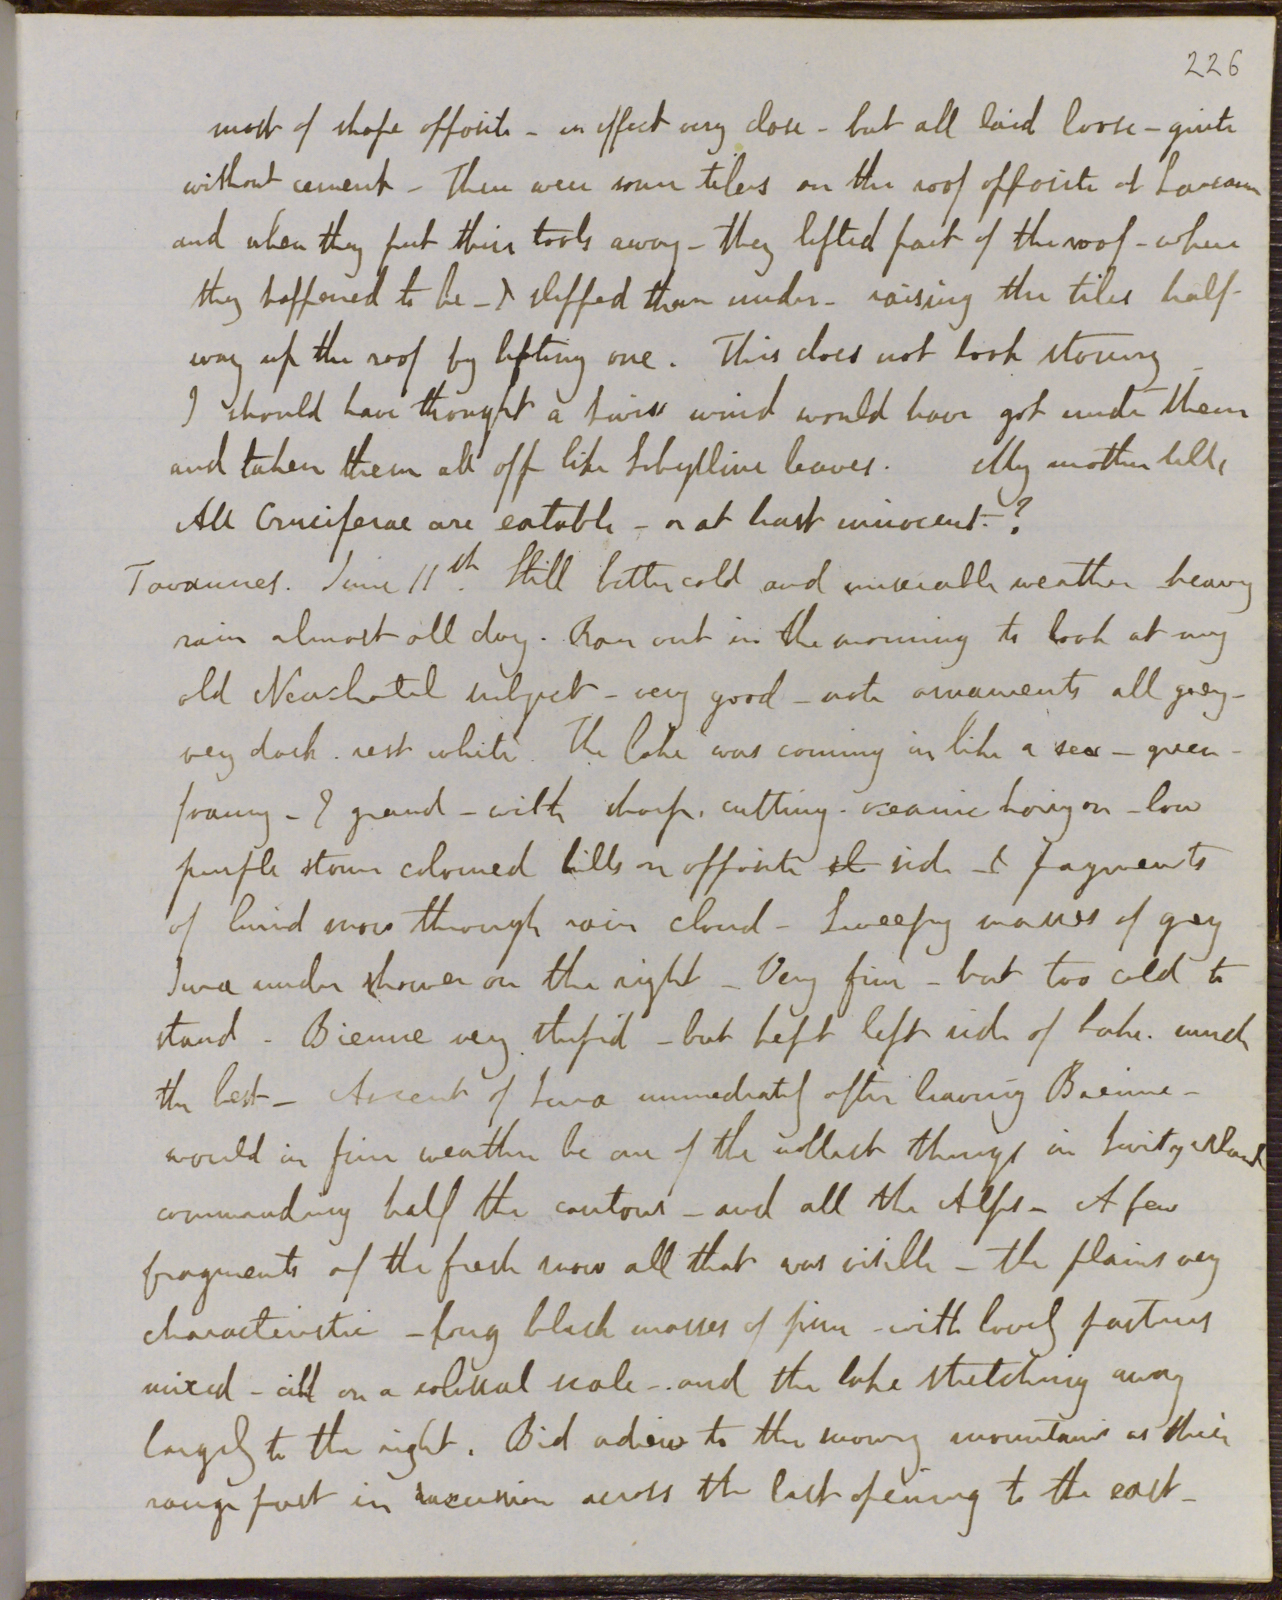 226
most of shape opposite - in effect very close - but all laid loose - quite
without cement - There were some tilers on the roof opposite at Lausanne
and when they put their tools away - they lifted part of the roof - where
they happened to be - & slipped them under - raising the tiles half-
way up the roof by lifting one. This does not look stormy -
I should have thought a Swiss wind would have got under them
and taken them all off like Sibylline leaves. My mother tells,
All Cruciferae are eatable - or at least innocent-?
Tavannes. June 11th. Still bitter cold and miserable weather heavy
rain almost all day. Ran out in the morning to look at my
old Neuchatel subject - very good - note ornaments all grey -
very dark. rest white. The lake was coming in like a sea - green -
foamy - & grand - with sharp, cutting - oceanic horizon - low
purple storm coloured hills on opposite sid side - & fragments
of lurid snow through rain cloud - Sweepg masses of grey
Jura under shower on the right - Very fine - but too cold to
stand - Bienne very stupid - but kept left side of lake. much
the best - Ascent of Jura immediately after leaving Bienne -
would in fine weather be one of the noblest things in Switzerland
commanding half the cantons - and all the Alps - A few
fragments of the fresh snow all that was visible - the plains very
characteristic - long black masses of pine - with lovely pastures
mixed - all on a colossal scale - and the lake stretching away
largely to the right. Bid adieu to the snowy mountains as their
range past in succession across the last opening to the east -